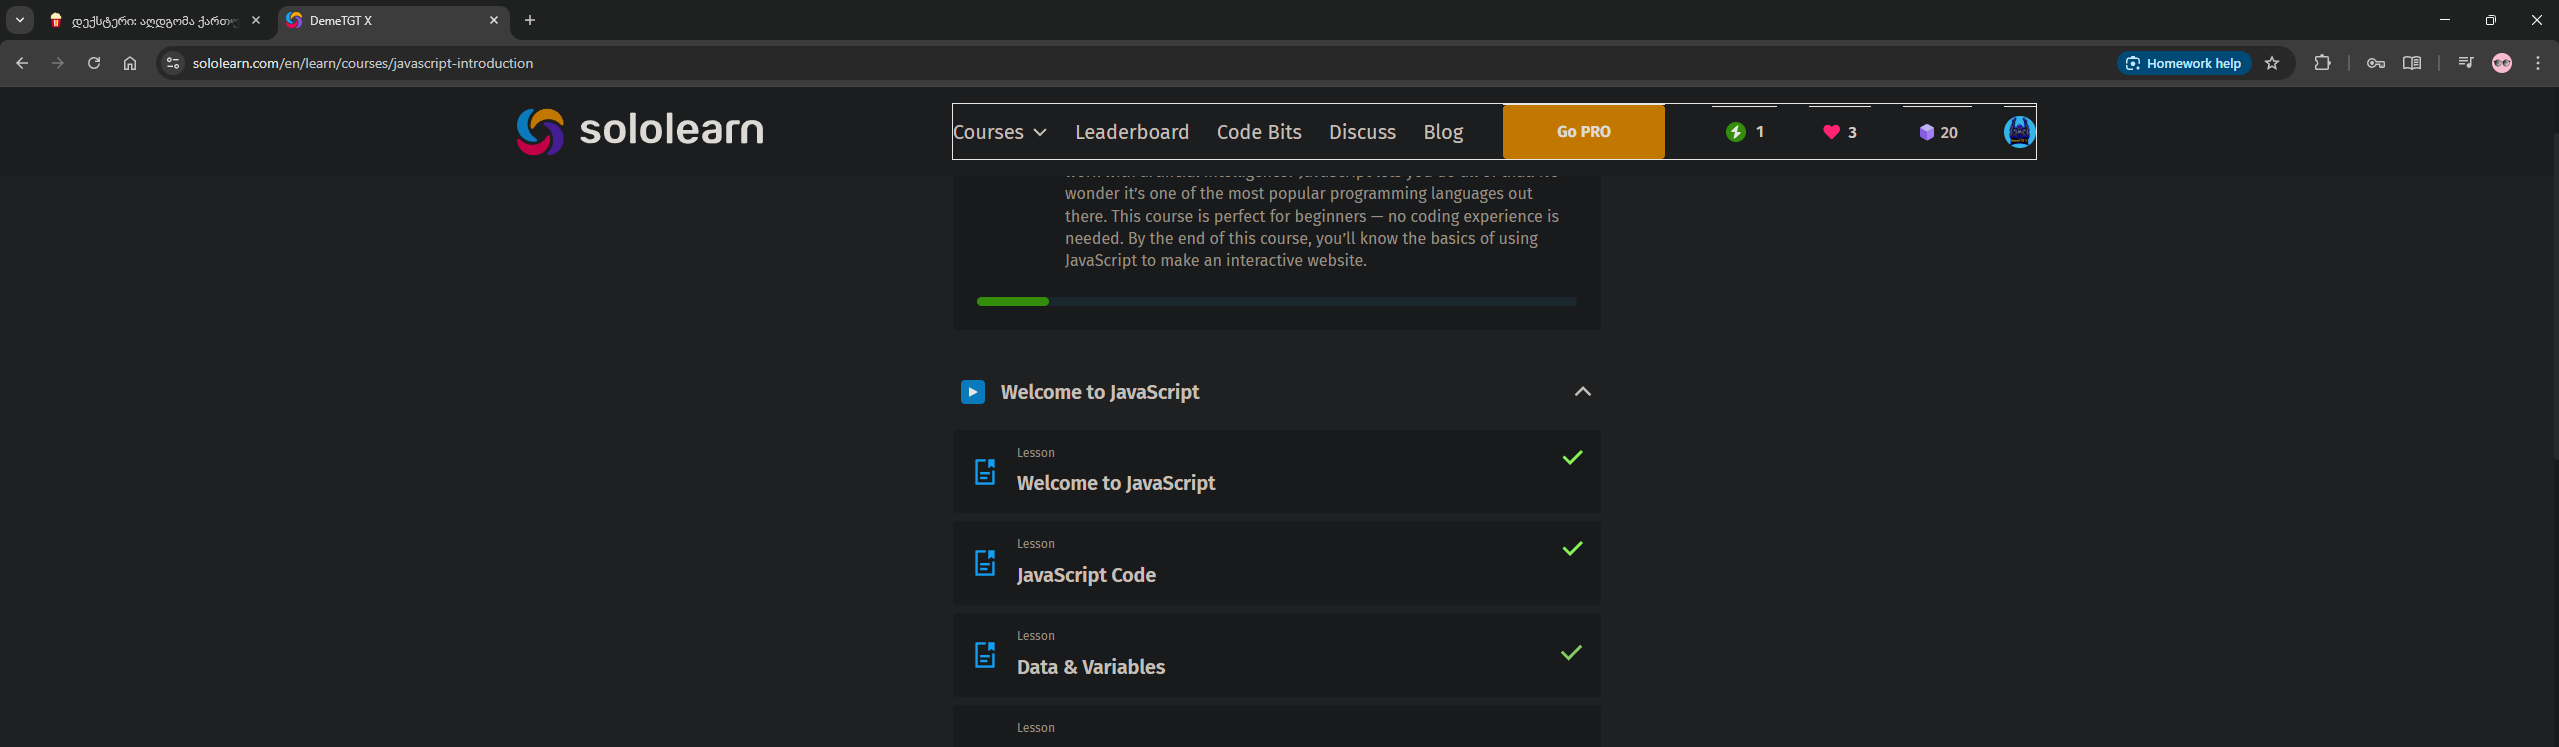 დექსტერი: აღდგომა ქართუ
DemeTGT X
sololearn.com/en/learn/courses/javascript-introduction
Homework help
sololearn
Courses
Leaderboard
Code Bits
Discuss
Blog
Go PRO
1
3
20
wonder it's one of the most popular programming languages out
there. This course is perfect for beginners — no coding experience is
needed. By the end of this course, you'll know the basics of using
JavaScript to make an interactive website.
Welcome to JavaScript
Lesson
Welcome to JavaScript
Lesson
JavaScript Code
Lesson
Data & Variables
Lesson